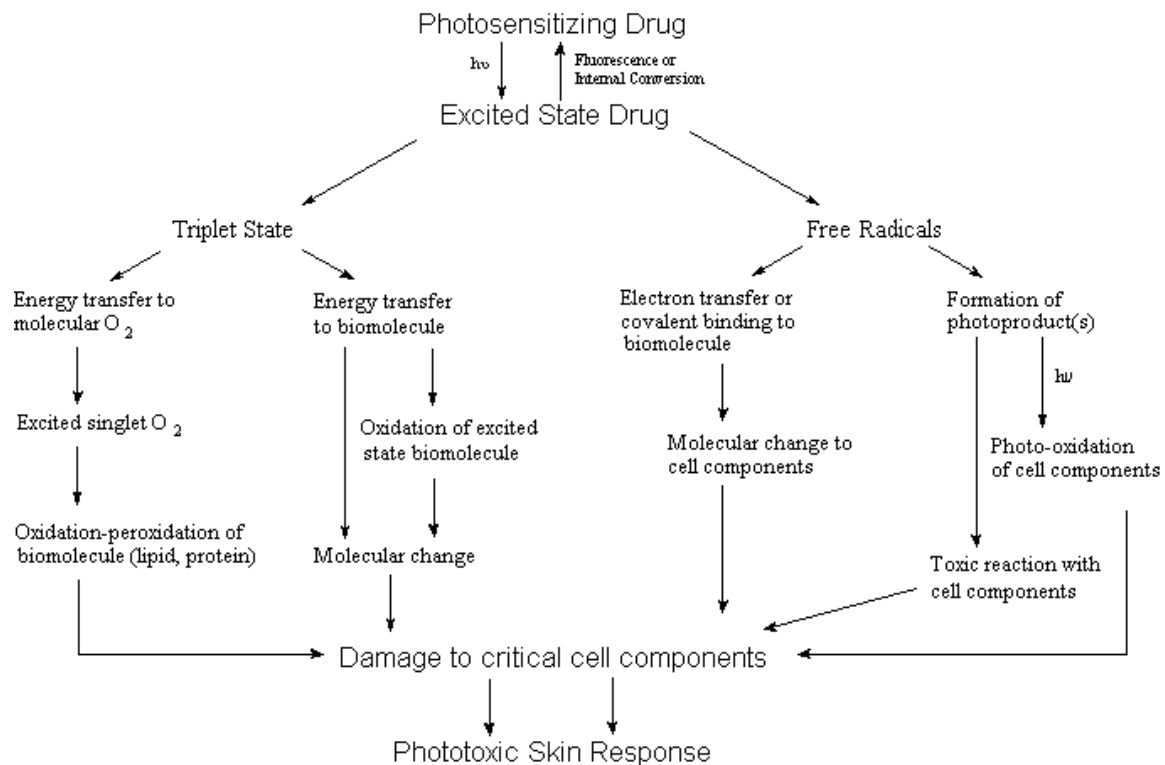 Photosensitizing Drug
hυ
Fluorescence or
Internal Conversion
Excited State Drug
Triplet State
Free Radicals
Energy transfer to
molecular O 2
Energy transfer
to biomolecule
Electron transfer or
covalent binding to
biomolecule
Formation of
photoproduct(s)
hν
Excited singlet O 2
Oxidation of excited
state biomolecule
Molecular change to
cell components
Photo-oxidation
of cell components
Oxidation-peroxidation of
biomolecule (lipid, protein)
Molecular change
Toxic reaction with
cell components
Damage to critical cell components
Phototoxic Skin Response